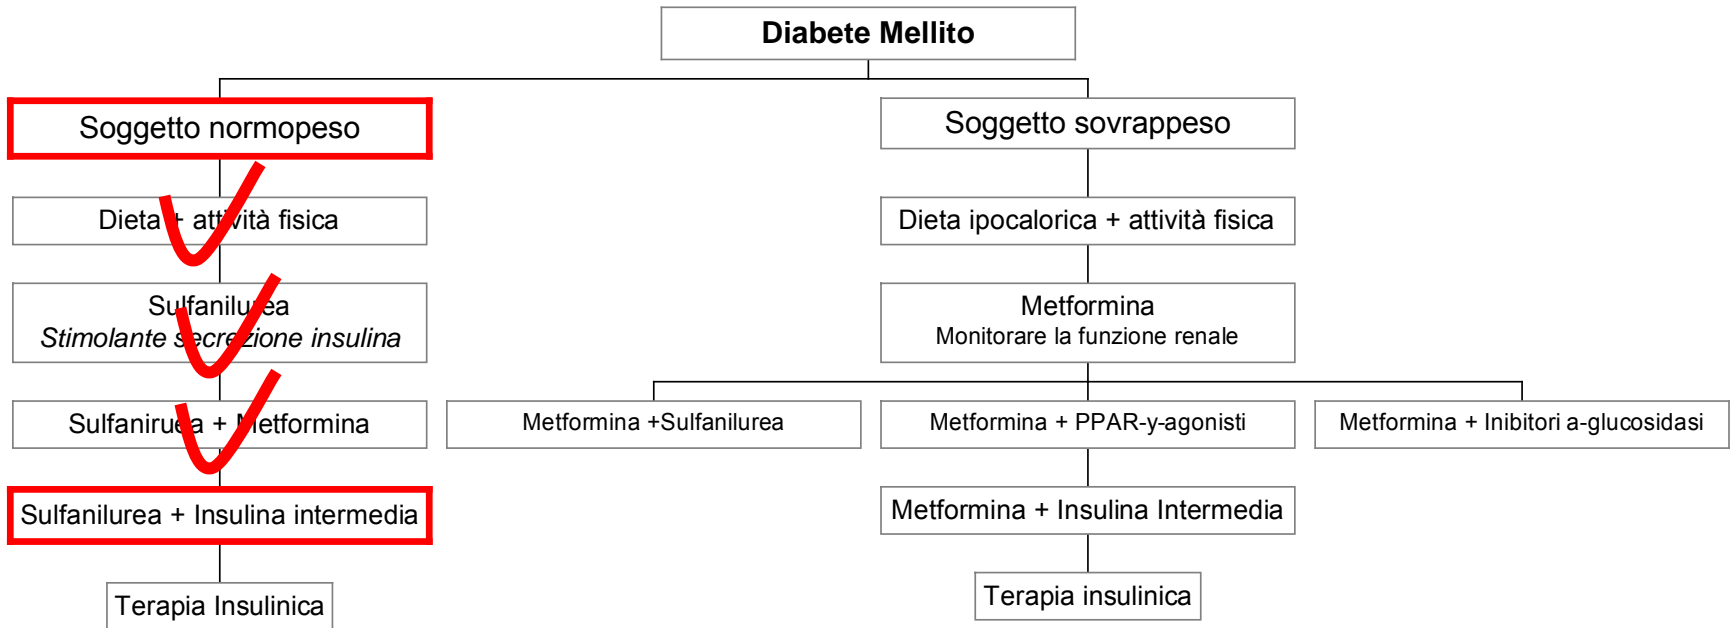 Diabete Mellito
Soggetto normopeso
Soggetto sovrappeso
Dieta + attività fisica
Dieta ipocalorica + attività fisica
Sulfanilurea
Stimolante secrezione insulina
Metformina
Monitorare la funzione renale
Sulfaniruea + Metformina
Metformina +Sulfanilurea
Metformina + PPAR-y-agonisti
Metformina + Inibitori a-glucosidasi
Sulfanilurea + Insulina intermedia
Metformina + Insulina Intermedia
Terapia Insulinica
Terapia insulinica